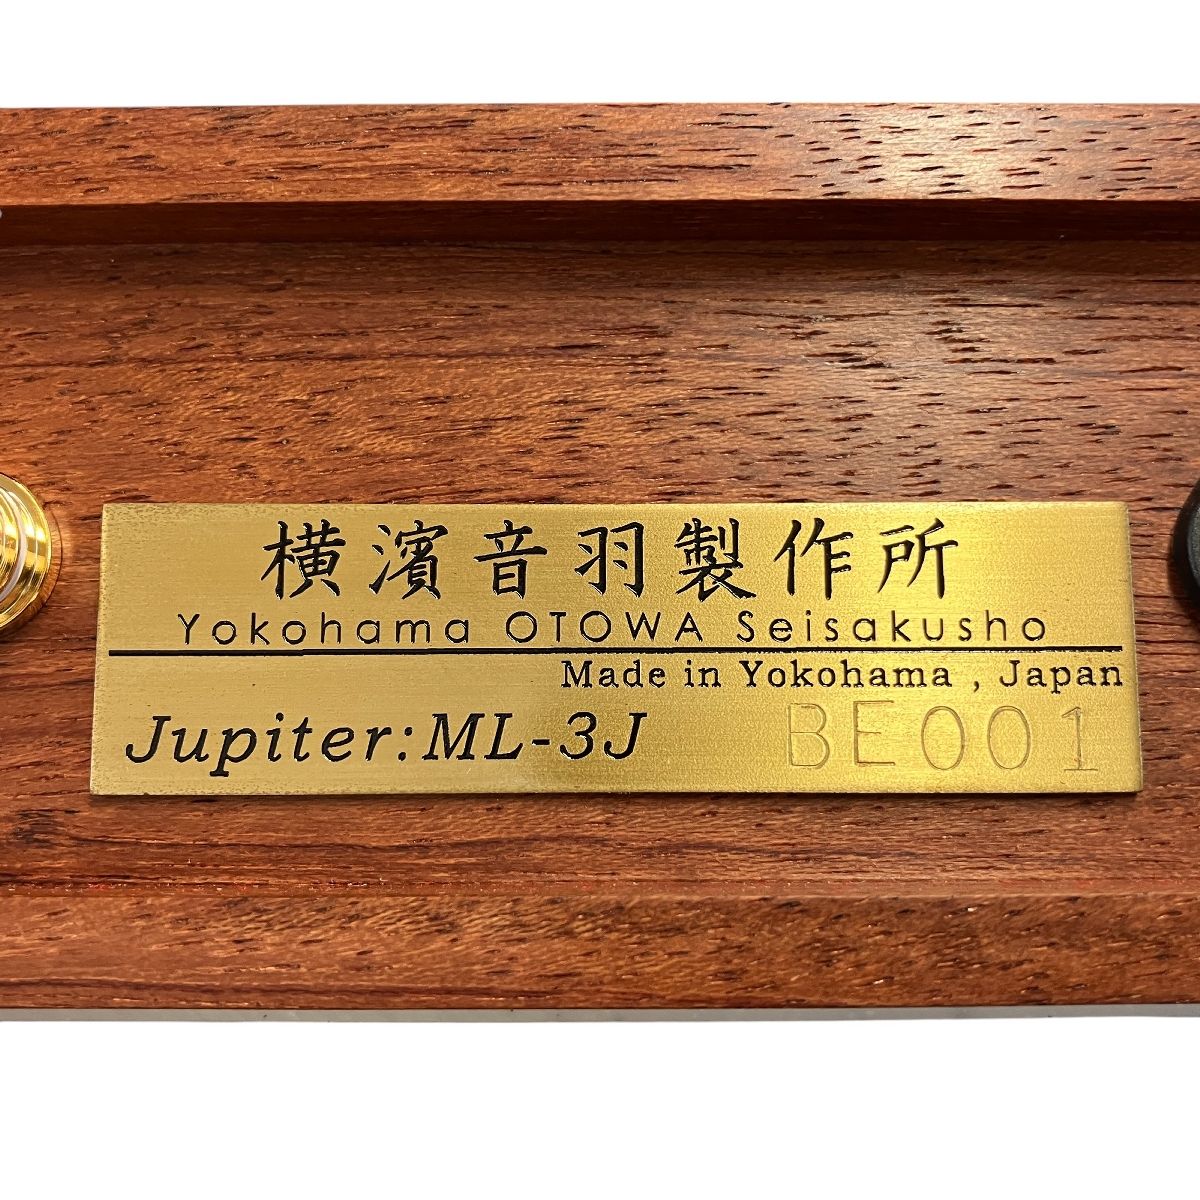 横濱音羽製作所
Yokohama OTOWA Seisakusho
Made in Yokohama , Japan
Jupiter:ML-3J BE001